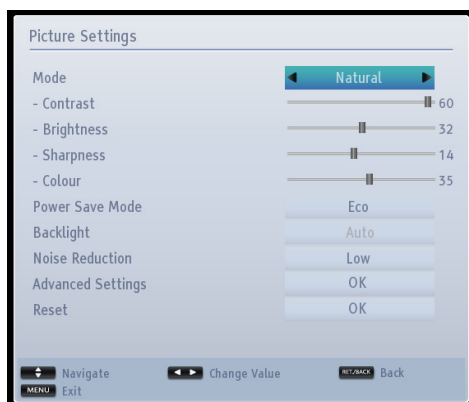 Picture Settings
Mode Natural
- Contrast 60
- Brightness 32
- Sharpness 14
- Colour 35
Power Save Mode Eco
Backlight Auto
Noise Reduction Low
Advanced Settings OK
Reset OK
Navigate Change Value RET./BACK Back
MENU Exit